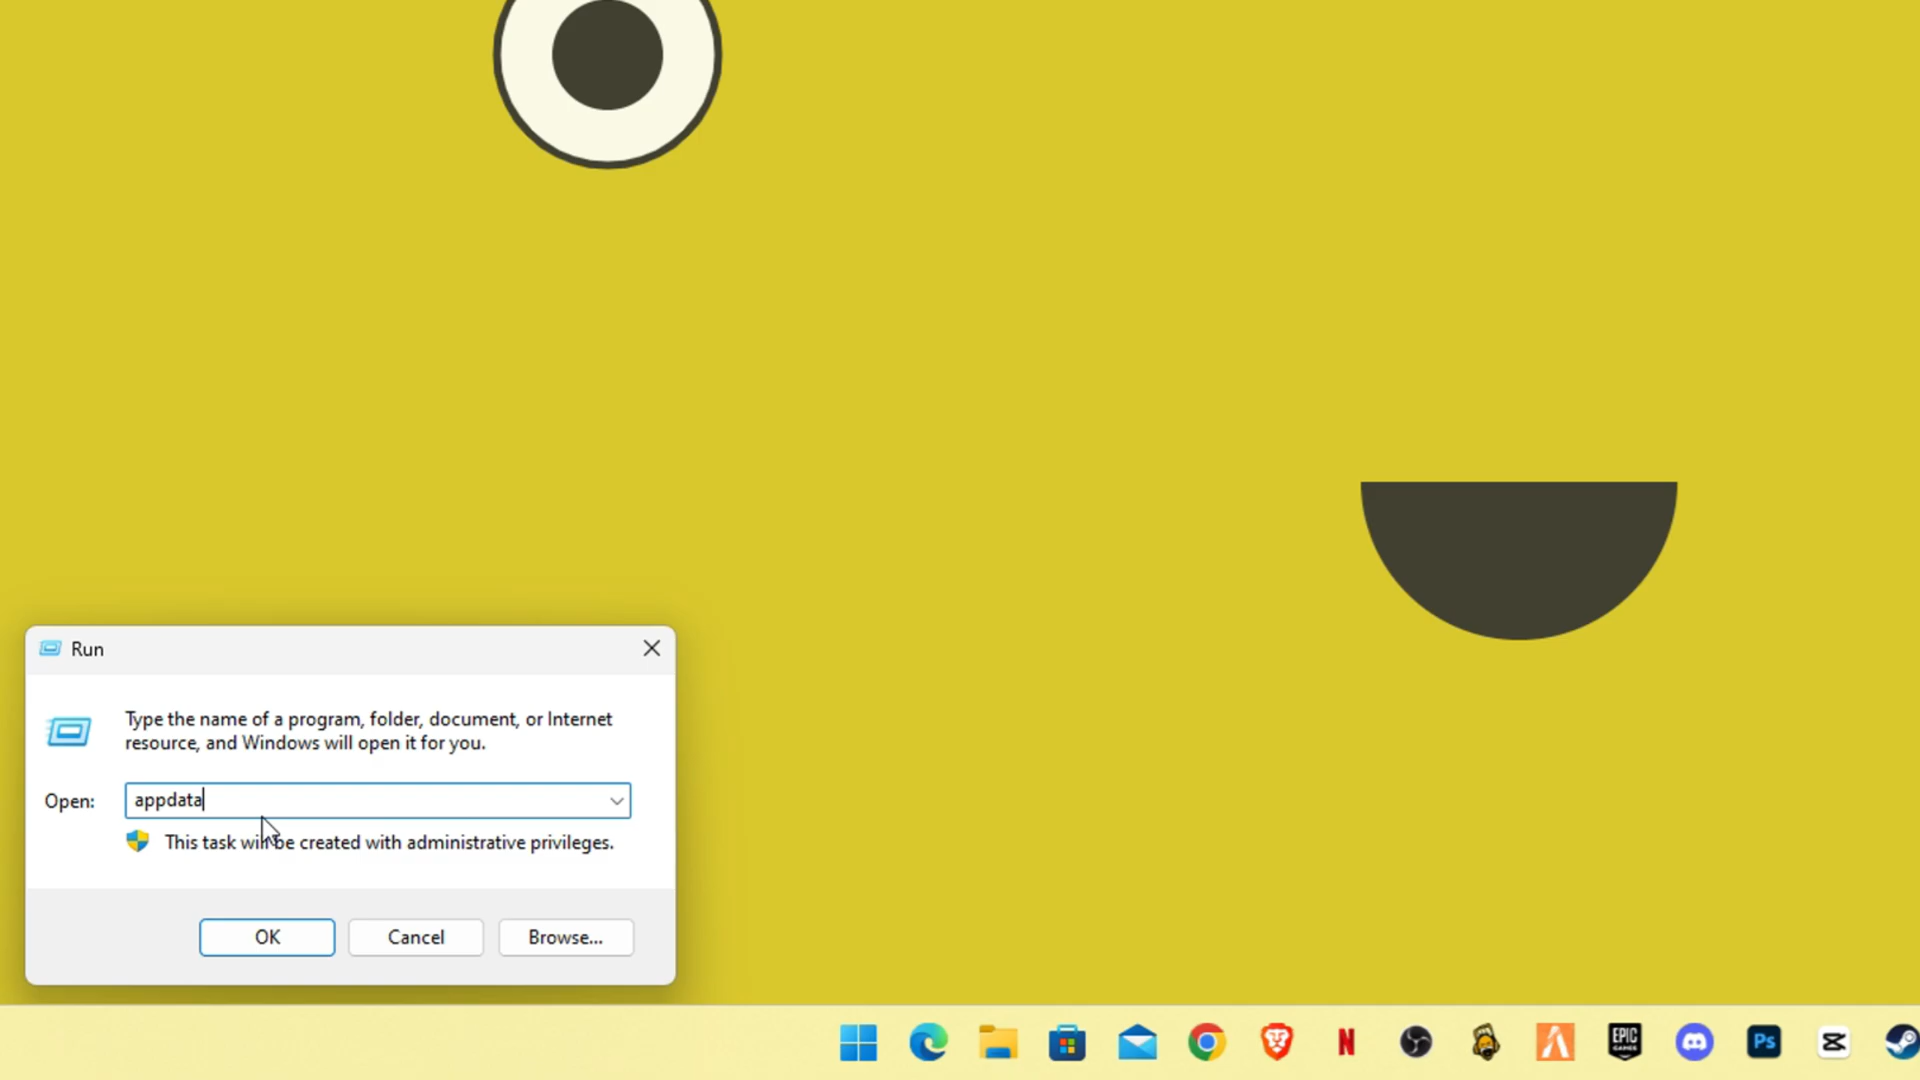 Run
Type the name of a program, folder, document, or Internet
resource, and Windows will open it for you.
Open:
appdata
This task will be created with administrative privileges.
OK
Cancel
Browse...
N
EPIC
GAMES
Ps